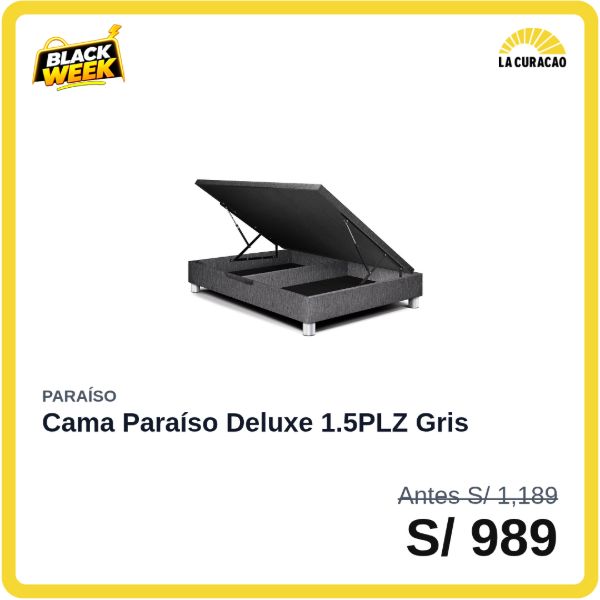 BLACK
WEEK
LA CURACAO
PARAÍSO
Cama Paraíso Deluxe 1.5PLZ Gris
Antes S/ 1,189
S/ 989